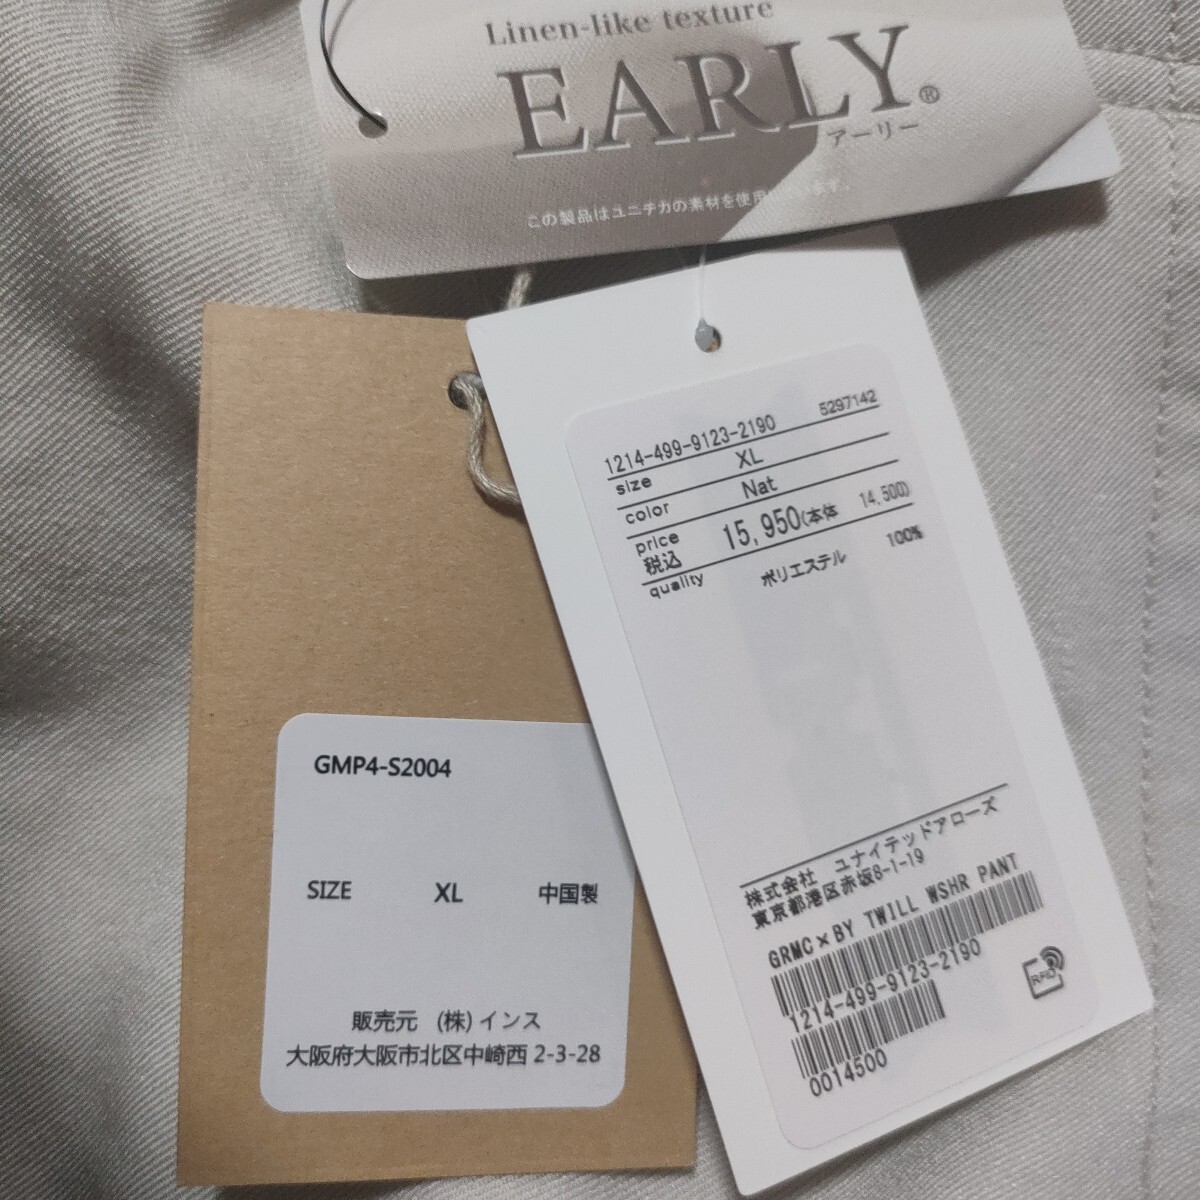 Linen-like texture
EARLY®
アーリー
この製品はユニチカの素材を使用しています。
1214-499-9123-2190 5297142
size XL
color Nat
price 税込 15,950(本体 14,500)
quality ポリエステル 100%
株式会社 ユナイテッドアローズ
東京都港区赤坂8-1-19
GRMC×BY TWILL WSHR PANT
1214-499-9123-2190
RFID
0014500
GMP4-S2004
SIZE XL 中国製
販売元 (株)インス
大阪府大阪市北区中崎西 2-3-28